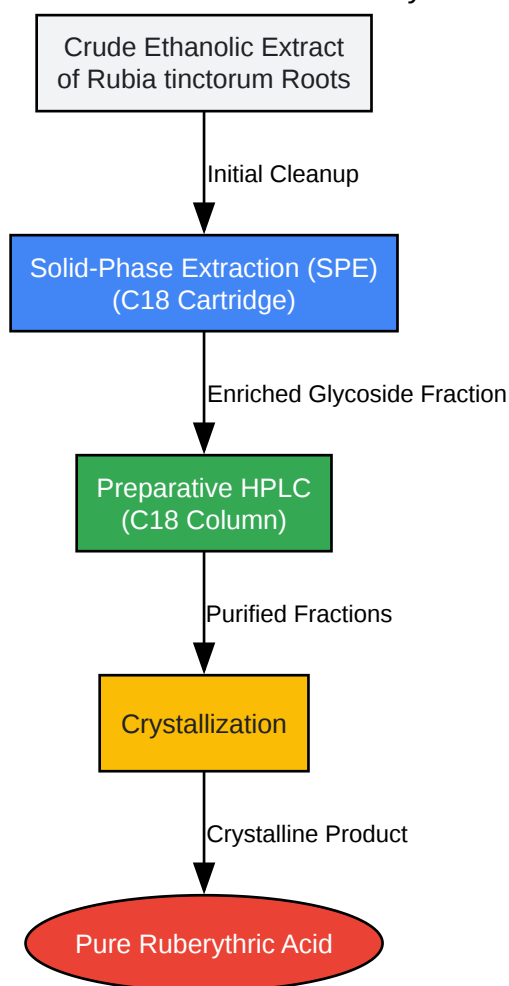 Crude Ethanolic Extract
of Rubia tinctorum Roots
Initial Cleanup
Solid-Phase Extraction (SPE)
(C18 Cartridge)
Enriched Glycoside Fraction
Preparative HPLC
(C18 Column)
Purified Fractions
Crystallization
Crystalline Product
Pure Ruberythric Acid